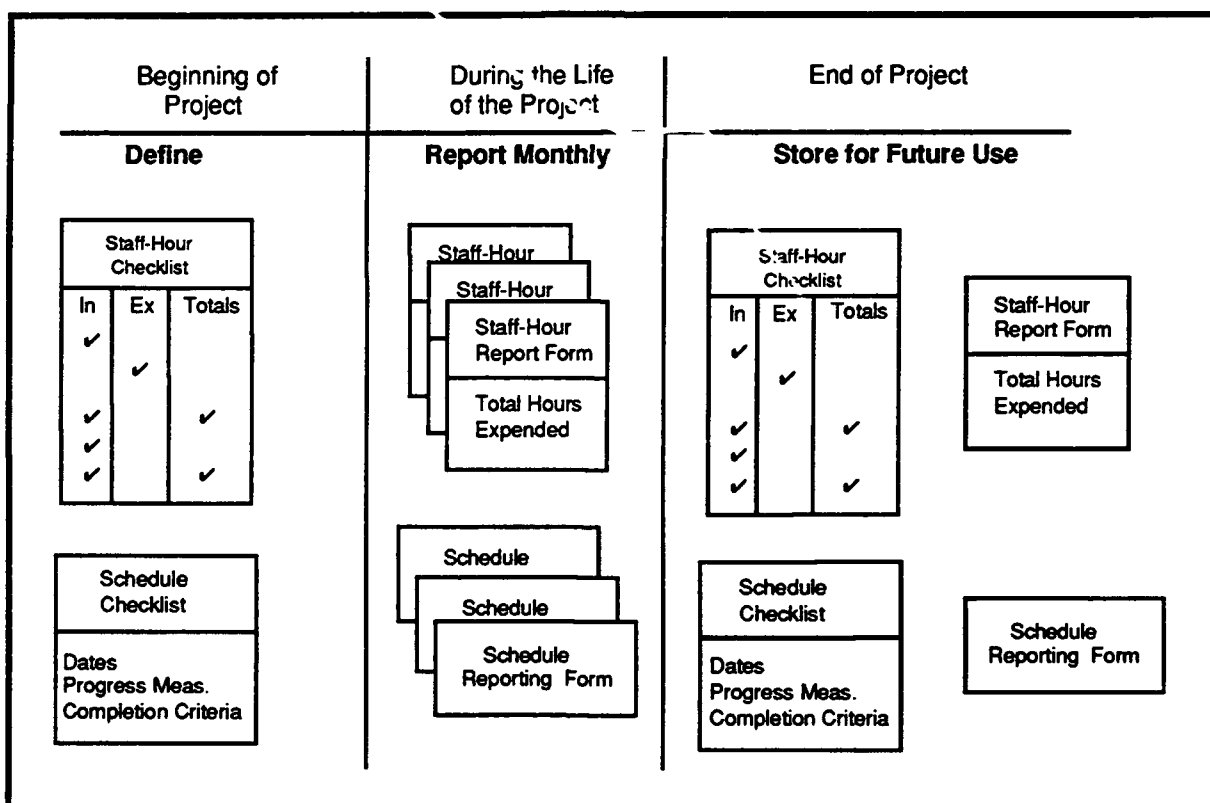 Beginning of
Project
During the Life
of the Project
End of Project
Define
Report Monthly
Store for Future Use
Staff-Hour
Checklist
In Ex Totals
✔
✔
✔ ✔
✔
✔ ✔
Schedule
Checklist
Dates
Progress Meas.
Completion Criteria
Staff-Hour
Staff-Hour
Staff-Hour
Report Form
Total Hours
Expended
Schedule
Schedule
Schedule
Reporting Form
Staff-Hour
Checklist
In Ex Totals
✔
✔
✔ ✔
✔
✔ ✔
Staff-Hour
Report Form
Total Hours
Expended
Schedule
Checklist
Dates
Progress Meas.
Completion Criteria
Schedule
Reporting Form